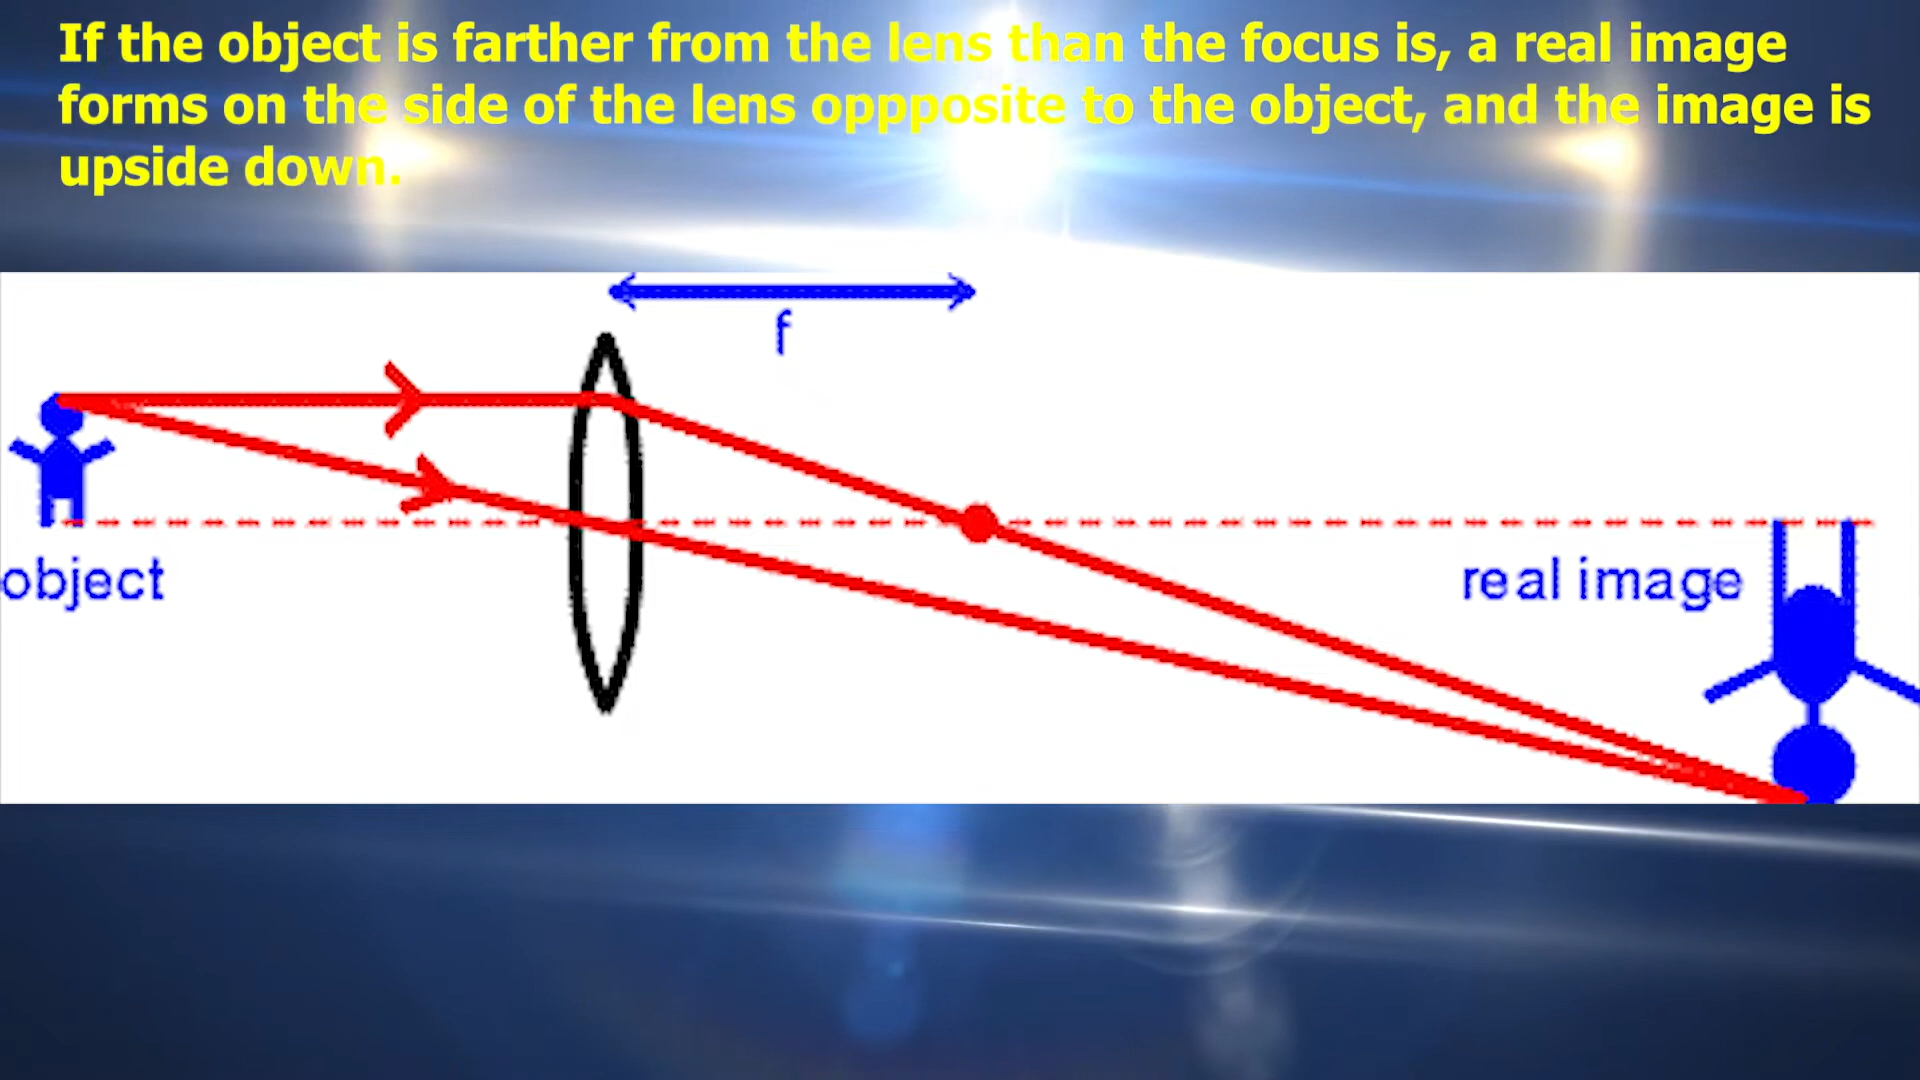 If the object is farther from the lens than the focus is, a real image
forms on the side of the lens oppposite to the object, and the image is
upside down.
f
object
real image